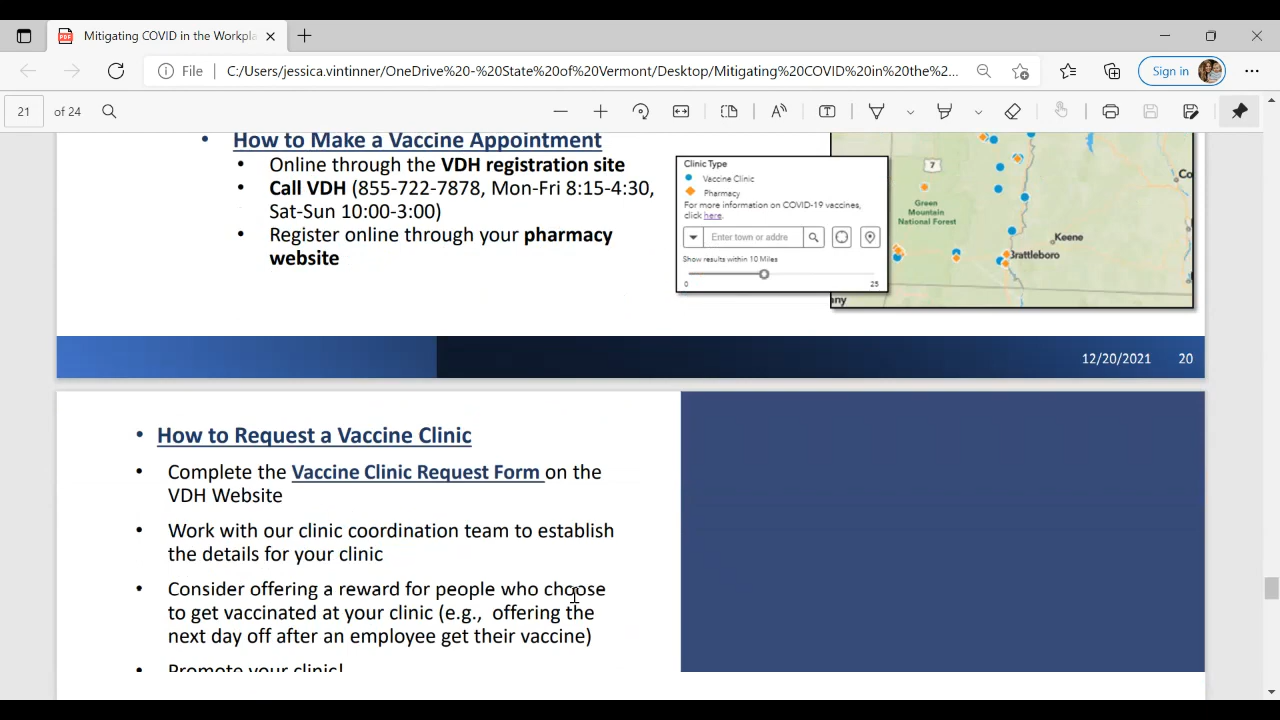 Mitigating COVID in the Workpla
File
C:/Users/jessica.vintinner/OneDrive%20-%20State%20of%20Vermont/Desktop/Mitigating%20COVID%20in%20the%2...
Sign in
21 of 24
• How to Make a Vaccine Appointment
• Online through the VDH registration site
• Call VDH (855-722-7878, Mon-Fri 8:15-4:30,
Sat-Sun 10:00-3:00)
• Register online through your pharmacy
website
Clinic Type
Vaccine Clinic
Pharmacy
For more information on COVID-19 vaccines,
click here.
Enter town or addre
Show results within 10 Miles
0 25
7
Green
Mountain
National Forest
Co
Keene
Brattleboro
any
12/20/2021 20
• How to Request a Vaccine Clinic
• Complete the Vaccine Clinic Request Form on the
VDH Website
• Work with our clinic coordination team to establish
the details for your clinic
• Consider offering a reward for people who choose
to get vaccinated at your clinic (e.g., offering the
next day off after an employee get their vaccine)
• Promote your clinic!